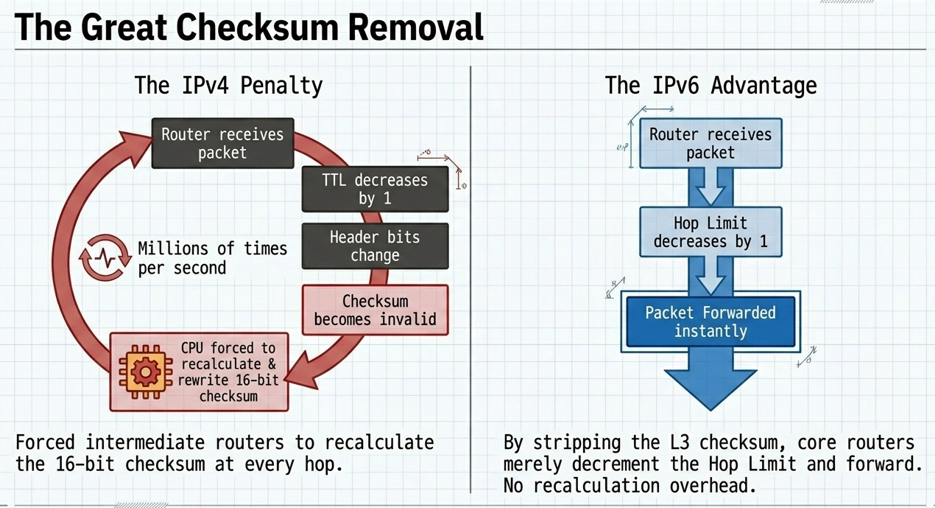 The Great Checksum Removal
The IPv4 Penalty
Router receives
packet
TTL decreases
by 1
Header bits
change
Checksum
becomes invalid
CPU forced to
recalculate &
rewrite 16-bit
checksum
Millions of times
per second
Forced intermediate routers to recalculate
the 16-bit checksum at every hop.
The IPv6 Advantage
Router receives
packet
Hop Limit
decreases by 1
Packet Forwarded
instantly
By stripping the L3 checksum, core routers
merely decrement the Hop Limit and forward.
No recalculation overhead.